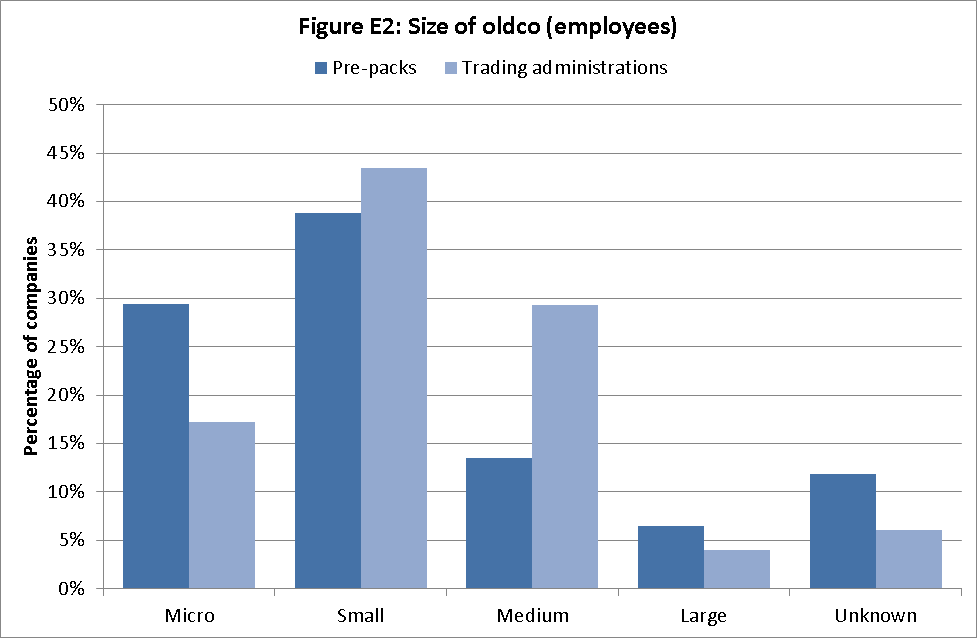 Figure E2: Size of oldco (employees)
Pre-packs Trading administrations
Percentage of companies
50%
45%
40%
35%
30%
25%
20%
15%
10%
5%
0%
Micro Small Medium Large Unknown